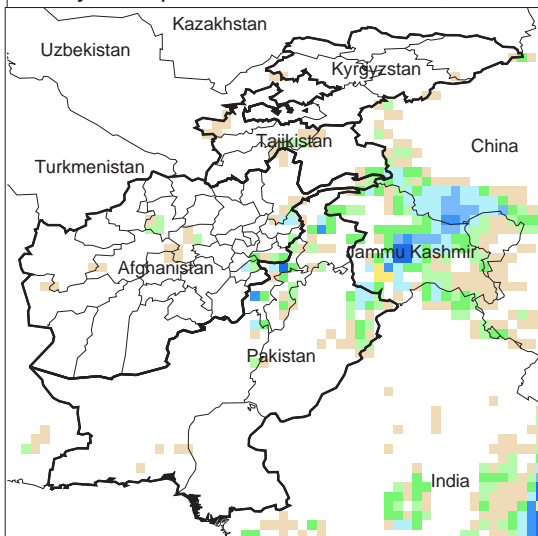 Kazakhstan
Uzbekistan
Kyrgyzstan
Tajikistan
China
Turkmenistan
Jammu Kashmir
Afghanistan
Pakistan
India